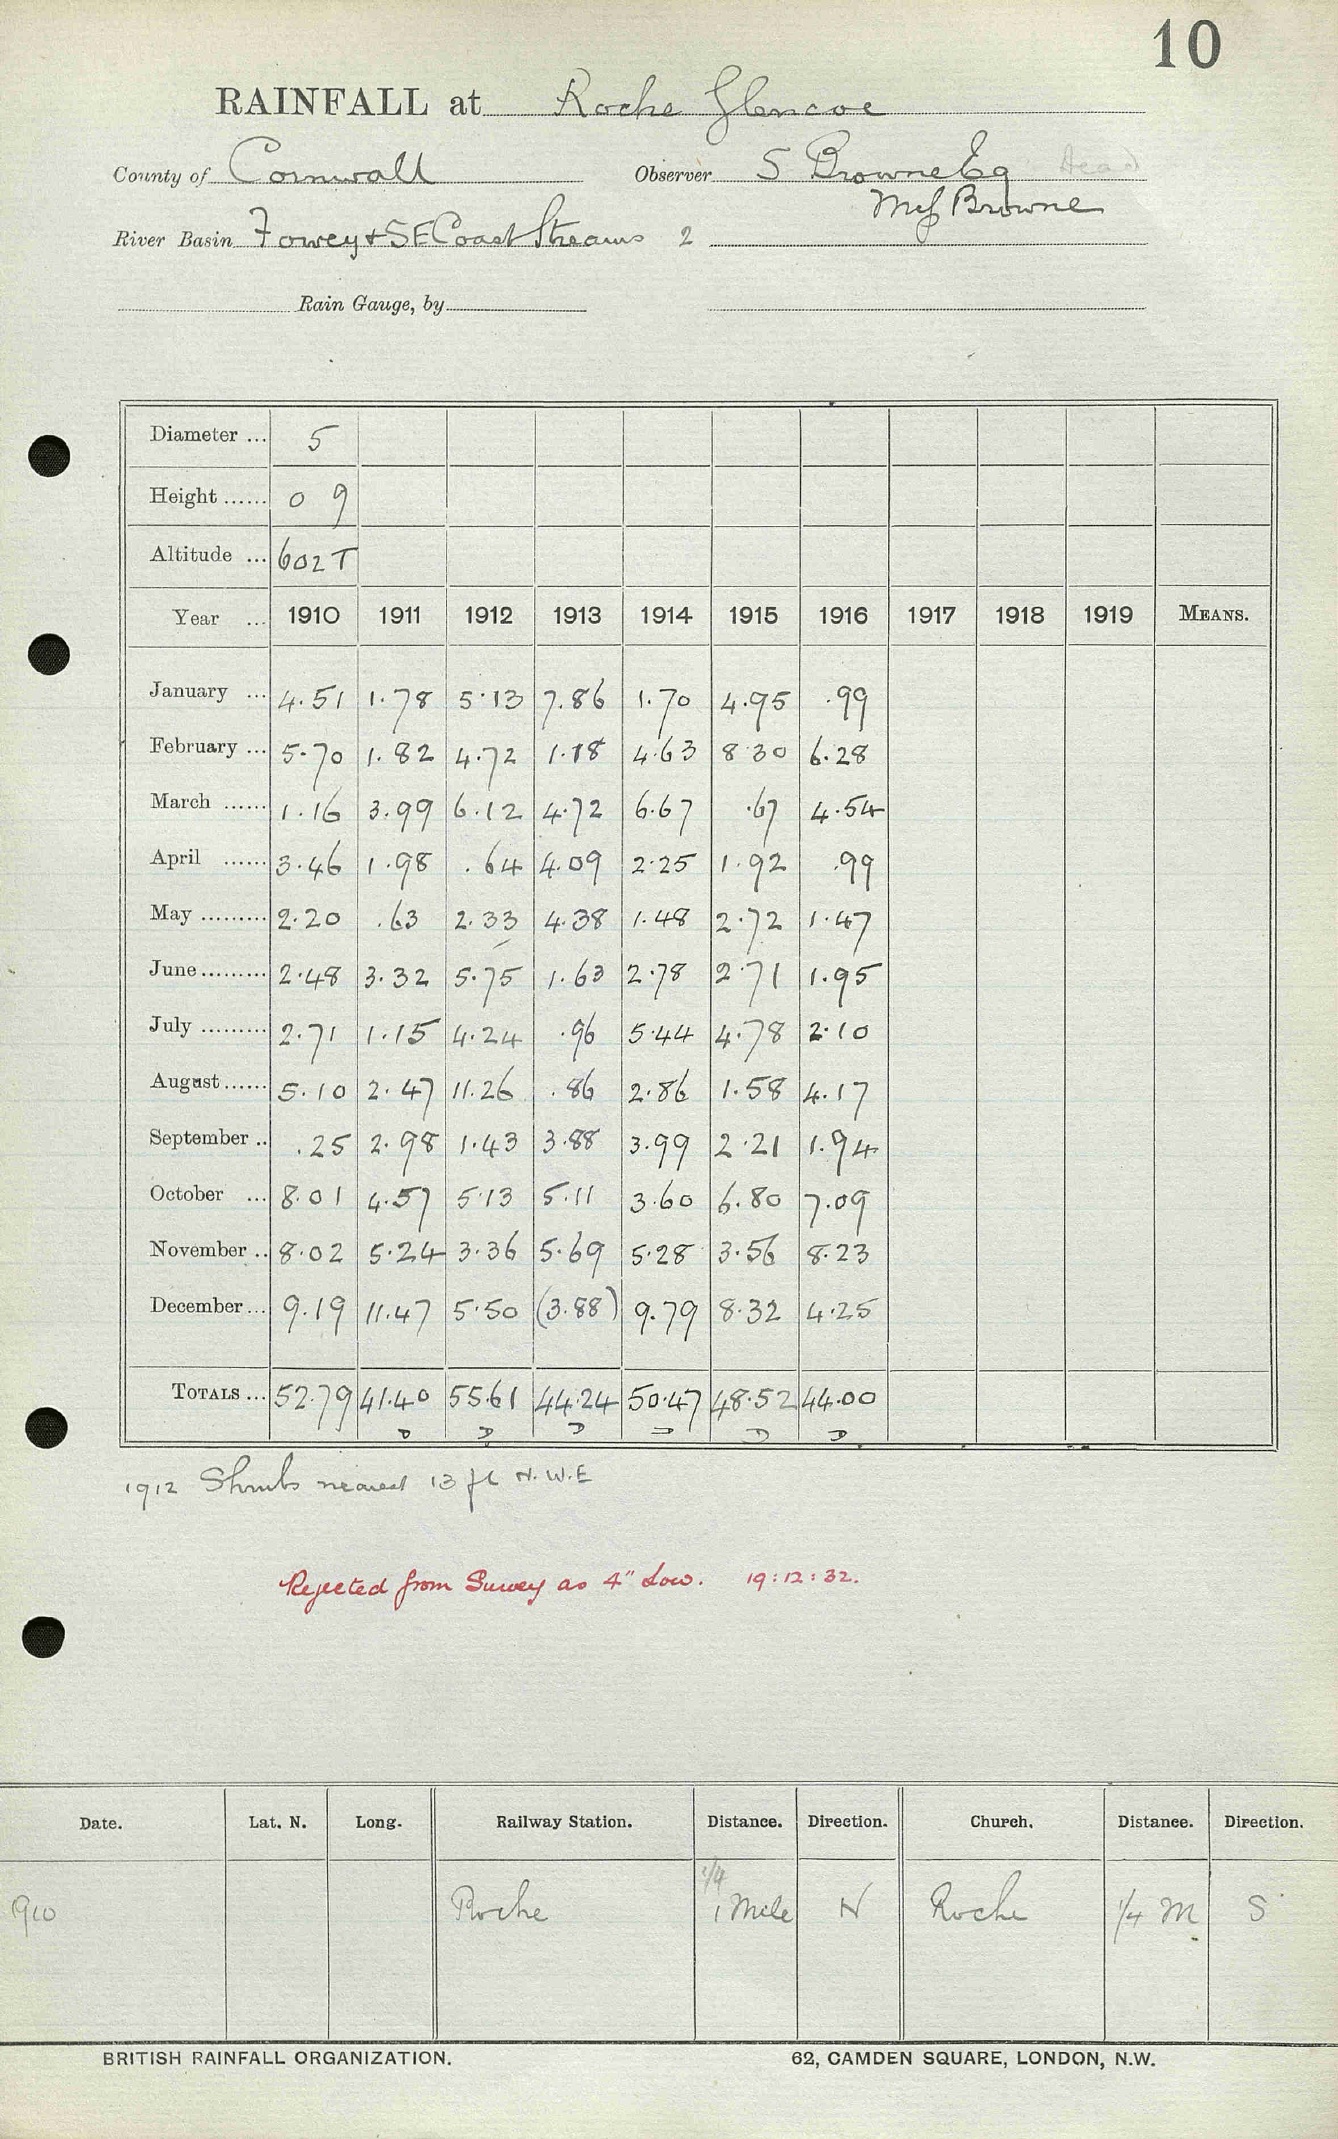 10
RAINFALL at Roche Glencoe
County of Cornwall Observer S Browne Esq Dead
Miss Browne
River Basin Fowey & SE Coast Streams 2
Rain Gauge, by
Diameter ... 5
Height ...... 0 9
Altitude ... 602 T
Year ... 1910 1911 1912 1913 1914 1915 1916 1917 1918 1919 MEANS.
January ... 4.51 1.78 5.13 7.86 1.70 4.95 .99
February ... 5.70 1.82 4.72 1.18 4.63 8.30 6.28
March ...... 1.16 3.99 6.12 4.72 6.67 .67 4.54
April ...... 3.46 1.98 .64 4.09 2.25 1.92 .99
May ......... 2.20 .63 2.33 4.38 1.48 2.72 1.47
June ......... 2.48 3.32 5.75 1.63 2.78 2.71 1.95
July ......... 2.71 1.15 4.24 .96 5.44 4.78 2.10
August ...... 5.10 2.47 11.26 .86 2.86 1.58 4.17
September .. .25 2.98 1.43 3.88 3.99 2.21 1.94
October ... 8.01 4.57 5.13 5.11 3.60 6.80 7.09
November .. 8.02 5.24 3.36 5.69 5.28 3.56 8.23
December ... 9.19 11.47 5.50 (3.88) 9.79 8.32 4.25
TOTALS ... 52.79 41.40 55.61 44.24 50.47 48.52 44.00
D D D D D D
1912 Shrubs nearest 13 ft N.W.E
Rejected from Survey as 4" low. 19:12:32.
Date. Lat. N. Long. Railway Station. Distance. Direction. Church. Distance. Direction.
1/4
1910 Roche 1 Mile N Roche 1/4 M S
BRITISH RAINFALL ORGANIZATION. 62, CAMDEN SQUARE, LONDON, N.W.